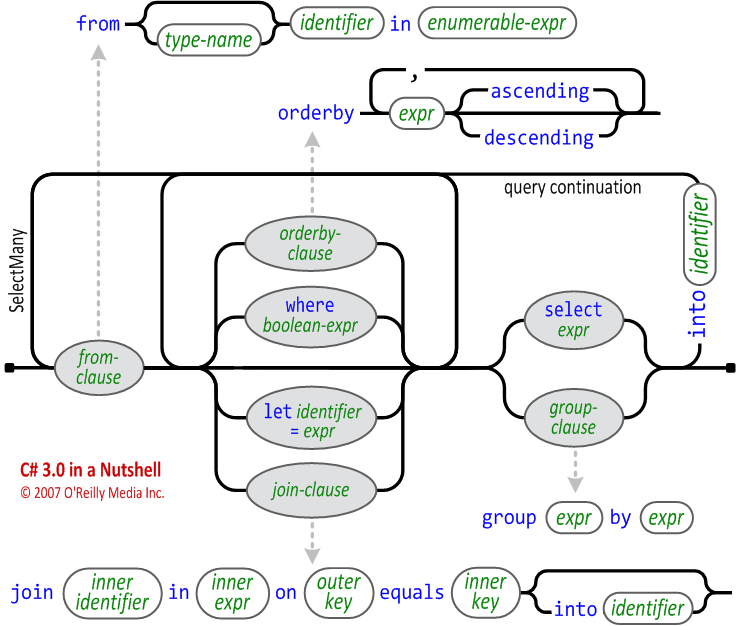 from type-name identifier in enumerable-expr
,
orderby expr ascending
descending
query continuation
SelectMany
identifier
into
orderby-
clause
where
boolean-expr
select
expr
from-
clause
let identifier
= expr
group-
clause
join-clause
C# 3.0 in a Nutshell
© 2007 O'Reilly Media Inc.
group expr by expr
join inner identifier in inner expr on outer key equals inner key into identifier